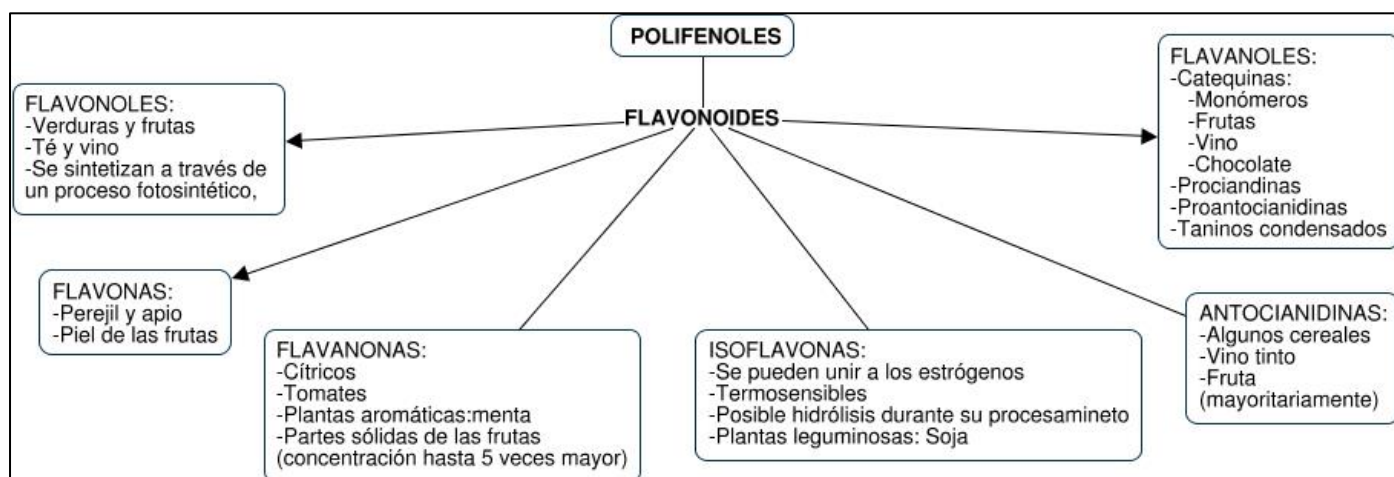 POLIFENOLES
FLAVONOIDES
FLAVONOLES:
-Verduras y frutas
-Té y vino
-Se sintetizan a través de
un proceso fotosintético,
FLAVONAS:
-Perejil y apio
-Piel de las frutas
FLAVANONAS:
-Cítricos
-Tomates
-Plantas aromáticas:menta
-Partes sólidas de las frutas
(concentración hasta 5 veces mayor)
ISOFLAVONAS:
-Se pueden unir a los estrógenos
-Termosensibles
-Posible hidrólisis durante su procesamineto
-Plantas leguminosas: Soja
ANTOCIANIDINAS:
-Algunos cereales
-Vino tinto
-Fruta
(mayoritariamente)
FLAVANOLES:
-Catequinas:
-Monómeros
-Frutas
-Vino
-Chocolate
-Prociandinas
-Proantocianidinas
-Taninos condensados